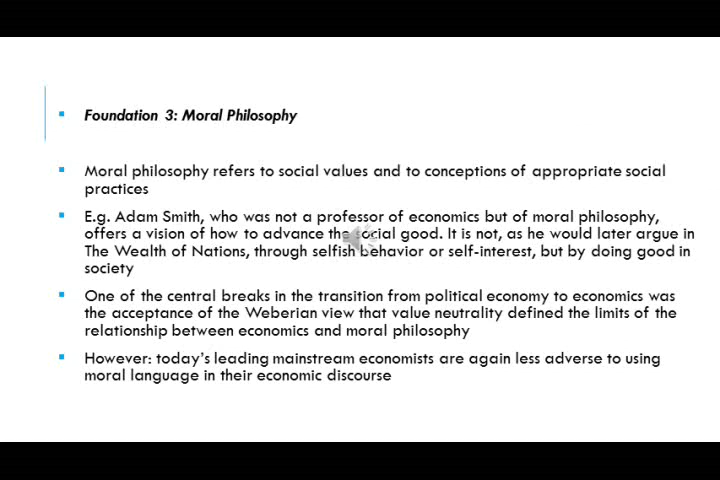 Foundation 3: Moral Philosophy
Moral philosophy refers to social values and to conceptions of appropriate social
practices
E.g. Adam Smith, who was not a professor of economics but of moral philosophy,
offers a vision of how to advance the social good. It is not, as he would later argue in
The Wealth of Nations, through selfish behavior or self-interest, but by doing good in
society
One of the central breaks in the transition from political economy to economics was
the acceptance of the Weberian view that value neutrality defined the limits of the
relationship between economics and moral philosophy
However: today's leading mainstream economists are again less adverse to using
moral language in their economic discourse